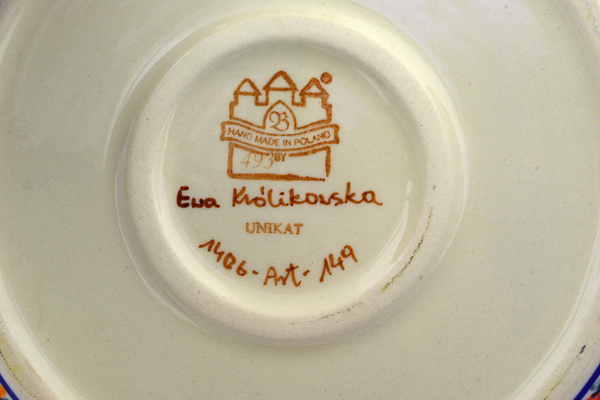 B
HAND MADE IN POLAND
BY
493
Ewa Królikowska
UNIKAT
1406-Art-149